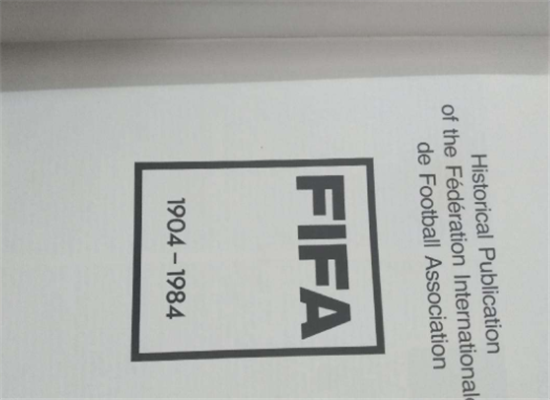 Historical Publication
of the Fédération Internationale
de Football Association
FIFA
1904–1984